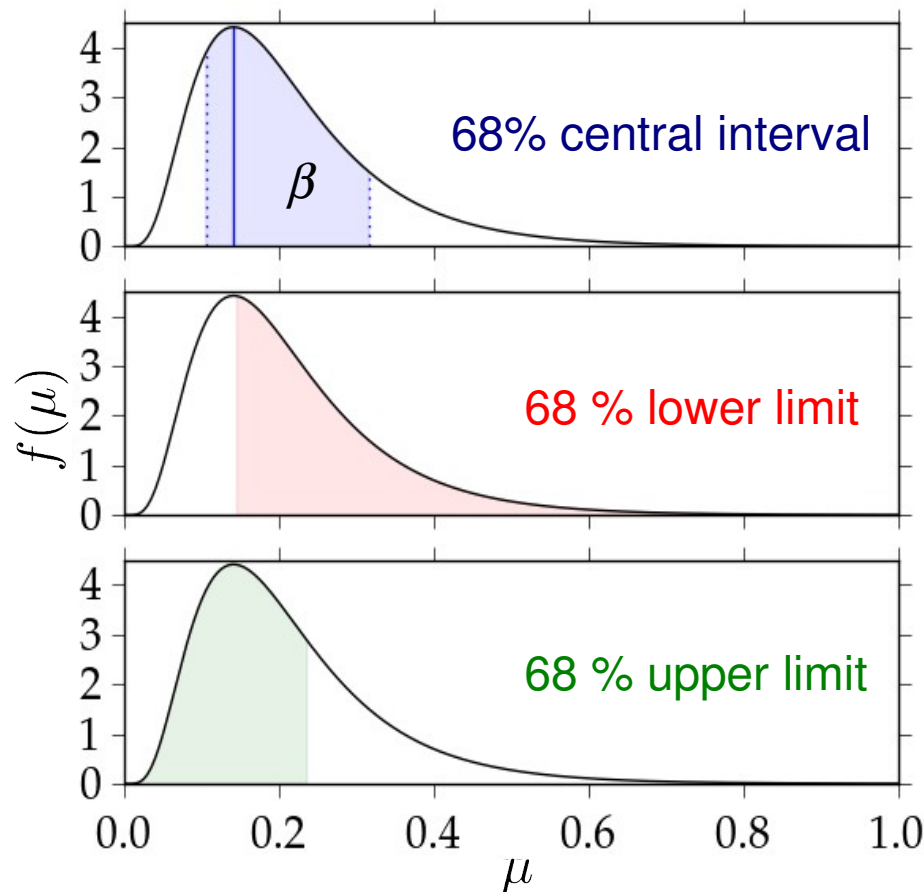 4
3
2
1
0
68% central interval
β
4
3
2
1
0
68 % lower limit
f(μ)
4
3
2
1
0
68 % upper limit
0.0 0.2 0.4 0.6 0.8 1.0
μ